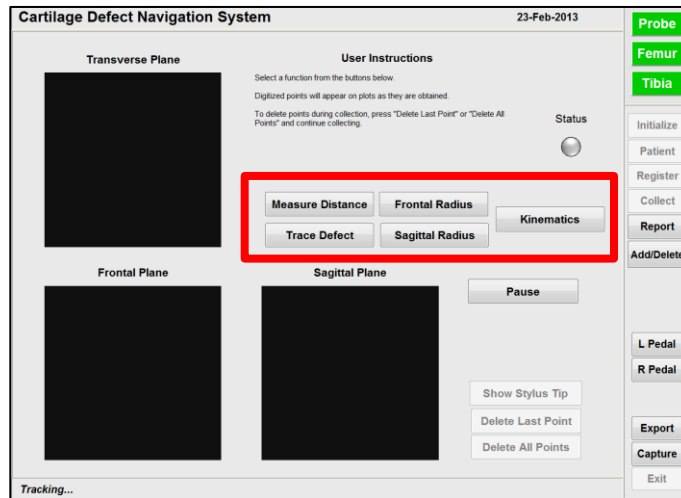 Cartilage Defect Navigation System
23-Feb-2013
Transverse Plane
User Instructions
Select a function from the buttons below.
Digitized points will appear on plots as they are obtained.
To delete points during collection, press "Delete Last Point" or "Delete All
Points" and continue collecting.
Status
Measure Distance
Frontal Radius
Kinematics
Trace Defect
Sagittal Radius
Frontal Plane
Sagittal Plane
Pause
Show Stylus Tip
Delete Last Point
Delete All Points
Tracking...
Probe
Femur
Tibia
Initialize
Patient
Register
Collect
Report
Add/Delete
L Pedal
R Pedal
Export
Capture
Exit